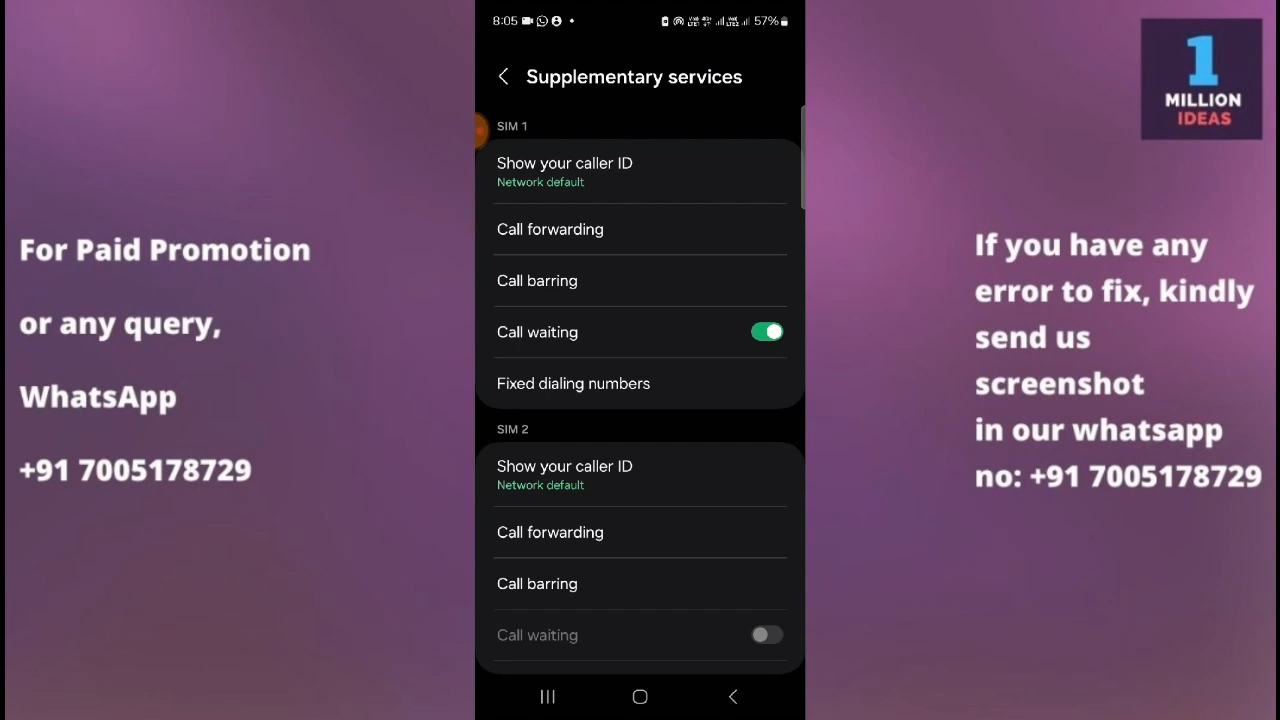 For Paid Promotion
or any query,
WhatsApp
+91 7005178729
8:05
57%
Supplementary services
SIM 1
Show your caller ID
Network default
Call forwarding
Call barring
Call waiting
Fixed dialing numbers
SIM 2
Show your caller ID
Network default
Call forwarding
Call barring
Call waiting
1
MILLION
IDEAS
If you have any
error to fix, kindly
send us
screenshot
in our whatsapp
no: +91 7005178729